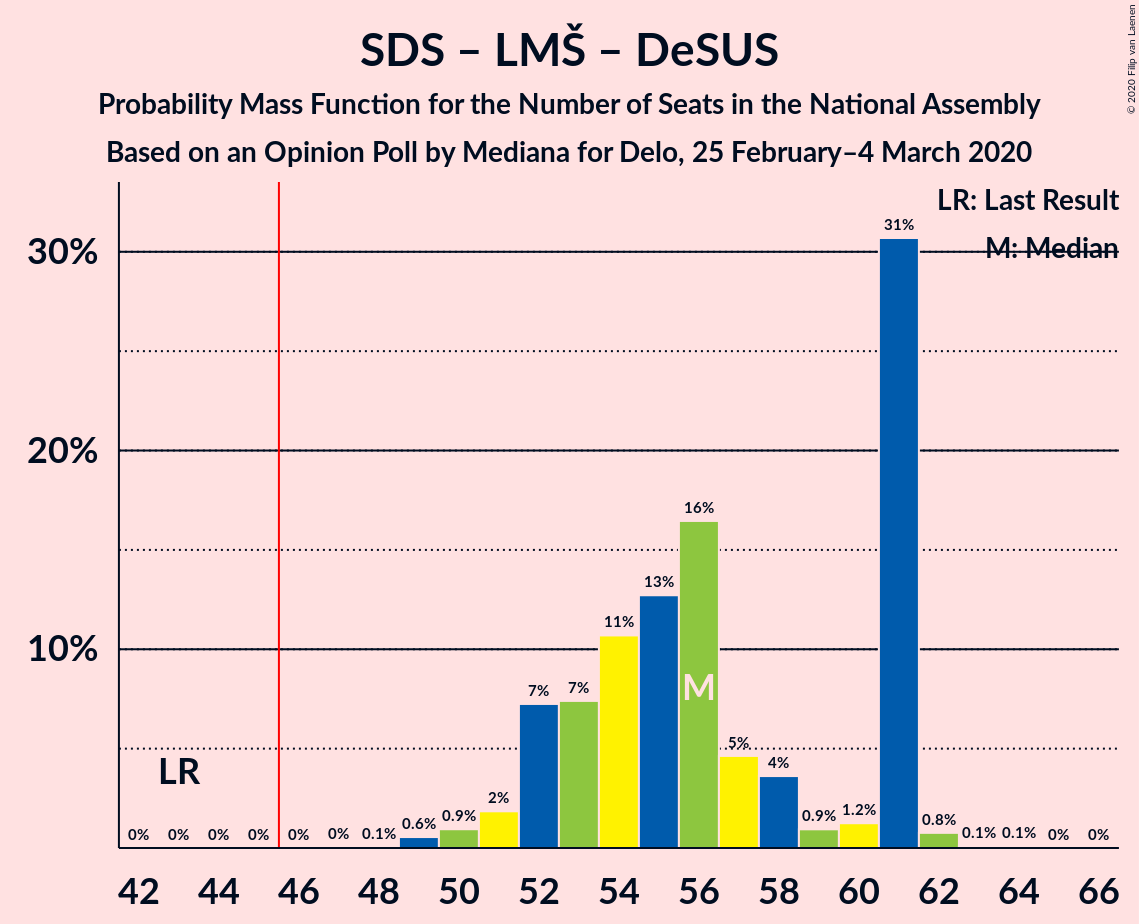 SDS – LMŠ – DeSUS
Probability Mass Function for the Number of Seats in the National Assembly
Based on an Opinion Poll by Mediana for Delo, 25 February–4 March 2020
© 2020 Filip van Laenen
LR: Last Result
M: Median
30%
20%
10%
LR
M
0% 0% 0% 0% 0% 0% 0.1% 0.6% 0.9% 2% 7% 7% 11% 13% 16% 5% 4% 0.9% 1.2% 31% 0.8% 0.1% 0.1% 0% 0%
42 44 46 48 50 52 54 56 58 60 62 64 66